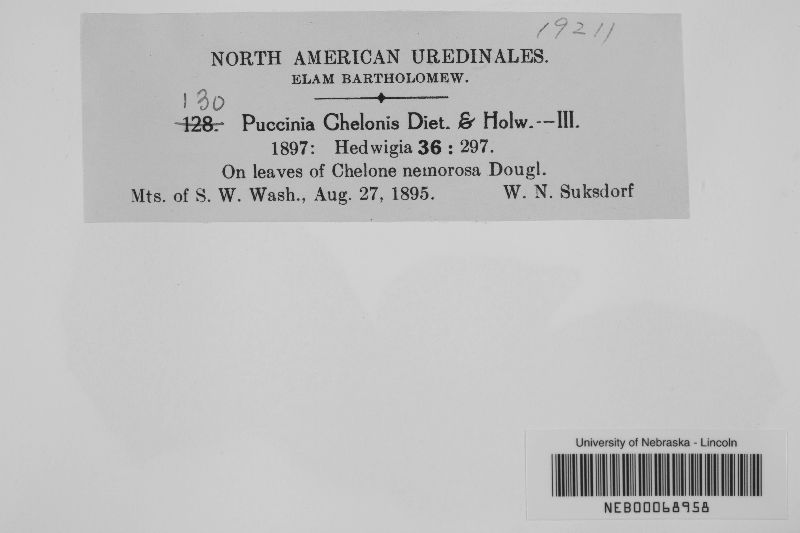 19211
NORTH AMERICAN UREDINALES.
ELAM BARTHOLOMEW.
130
128. Puccinia Chelonis Diet. & Holw.--III.
1897: Hedwigia 36 : 297.
On leaves of Chelone nemorosa Dougl.
Mts. of S. W. Wash., Aug. 27, 1895. W. N. Suksdorf
University of Nebraska - Lincoln
NEB00068958